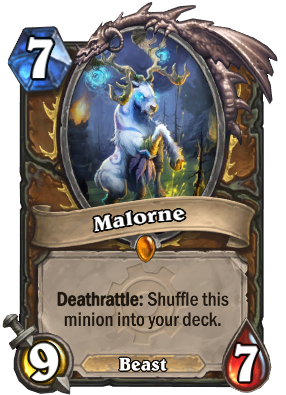 7
Malorne
Deathrattle: Shuffle this
minion into your deck.
9
Beast
7